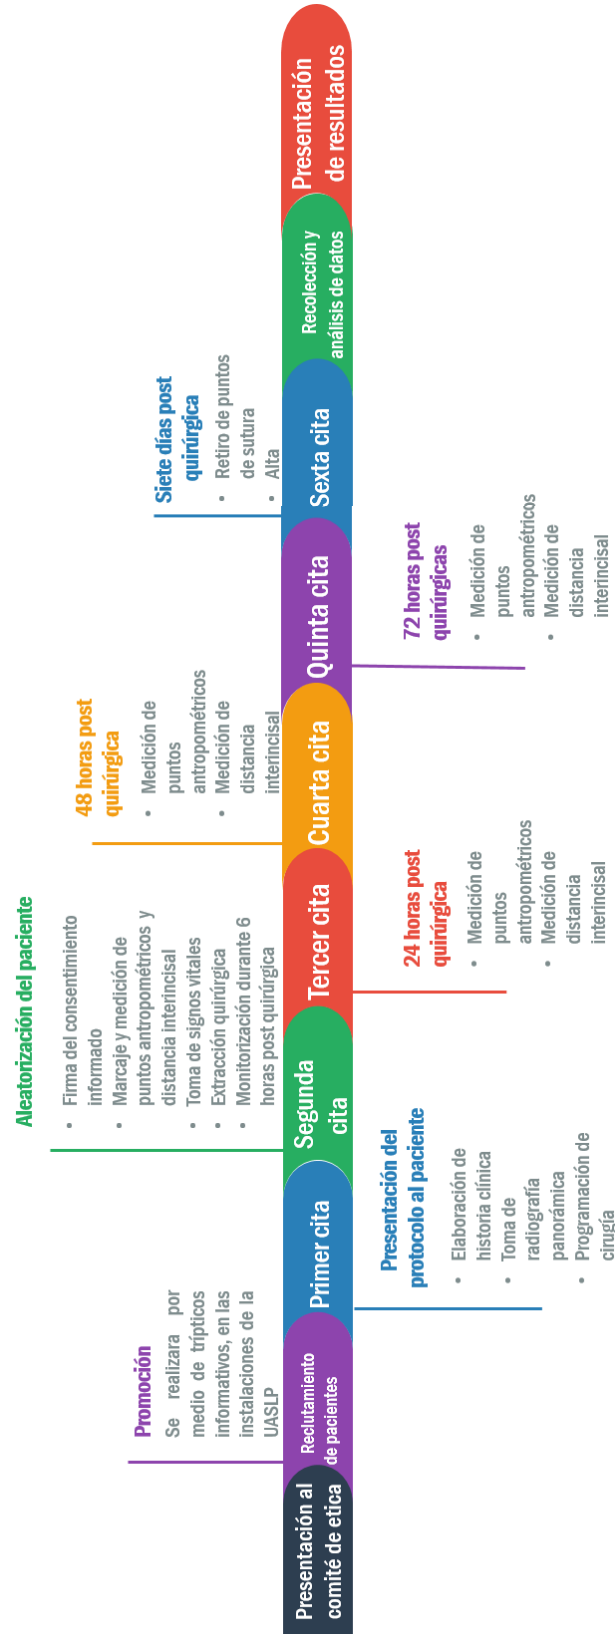 Presentación al
comité de etica
Reclutamiento
de pacientes
Promoción
Se realizara por
medio de trípticos
informativos, en las
instalaciones de la
UASLP
Primer cita
Presentación del
protocolo al paciente
• Elaboración de
historia clínica
• Toma de
radiografía
panorámica
• Programación de
cirugía
Segunda
cita
Aleatorización del paciente
• Firma del consentimiento
informado
• Marcaje y medición de
puntos antropométricos y
distancia interincisal
• Toma de signos vitales
• Extracción quirúrgica
• Monitorización durante 6
horas post quirúrgica
Tercer cita
24 horas post
quirúrgica
• Medición de
puntos
antropométricos
• Medición de
distancia
interincisal
Cuarta cita
48 horas post
quirúrgica
• Medición de
puntos
antropométricos
• Medición de
distancia
interincisal
Quinta cita
72 horas post
quirúrgicas
• Medición de
puntos
antropométricos
• Medición de
distancia
interincisal
Sexta cita
Siete días post
quirúrgica
• Retiro de puntos
de sutura
• Alta
Recolección y
análisis de datos
Presentación
de resultados